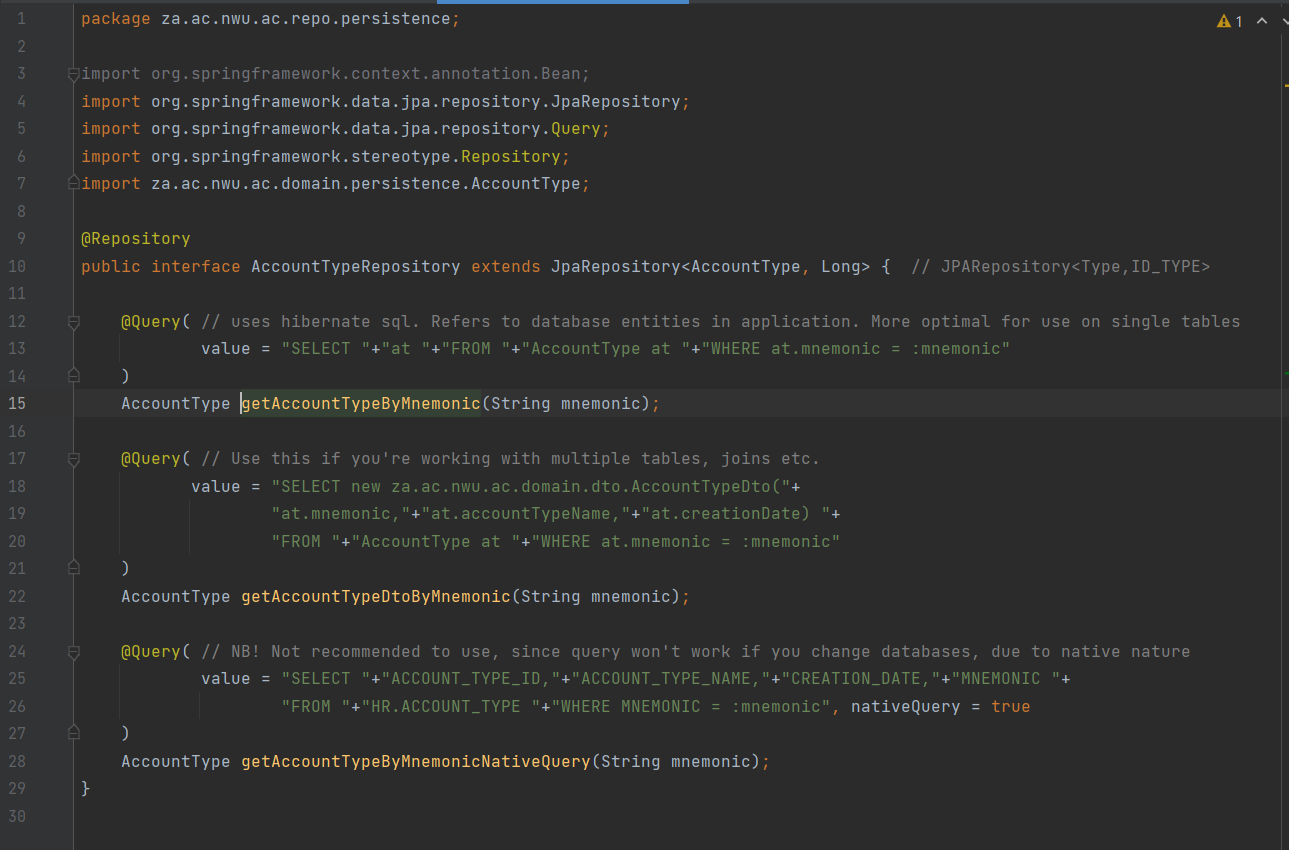 1 package za.ac.nwu.ac.repo.persistence; 1
2
3 import org.springframework.context.annotation.Bean;
4 import org.springframework.data.jpa.repository.JpaRepository;
5 import org.springframework.data.jpa.repository.Query;
6 import org.springframework.stereotype.Repository;
7 import za.ac.nwu.ac.domain.persistence.AccountType;
8
9 @Repository
10 public interface AccountTypeRepository extends JpaRepository<AccountType, Long> {  // JPARepository<Type,ID_TYPE>
11
12     @Query( // uses hibernate sql. Refers to database entities in application. More optimal for use on single tables
13             value = "SELECT "+"at "+"FROM "+"AccountType at "+"WHERE at.mnemonic = :mnemonic"
14     )
15     AccountType getAccountTypeByMnemonic(String mnemonic);
16
17     @Query( // Use this if you're working with multiple tables, joins etc.
18            value = "SELECT new za.ac.nwu.ac.domain.dto.AccountTypeDto("+
19                    "at.mnemonic,"+"at.accountTypeName,"+"at.creationDate) "+
20                    "FROM "+"AccountType at "+"WHERE at.mnemonic = :mnemonic"
21     )
22     AccountType getAccountTypeDtoByMnemonic(String mnemonic);
23
24     @Query( // NB! Not recommended to use, since query won't work if you change databases, due to native nature
25             value = "SELECT "+"ACCOUNT_TYPE_ID,"+"ACCOUNT_TYPE_NAME,"+"CREATION_DATE,"+"MNEMONIC "+
26                     "FROM "+"HR.ACCOUNT_TYPE "+"WHERE MNEMONIC = :mnemonic", nativeQuery = true
27     )
28     AccountType getAccountTypeByMnemonicNativeQuery(String mnemonic);
29 }
30